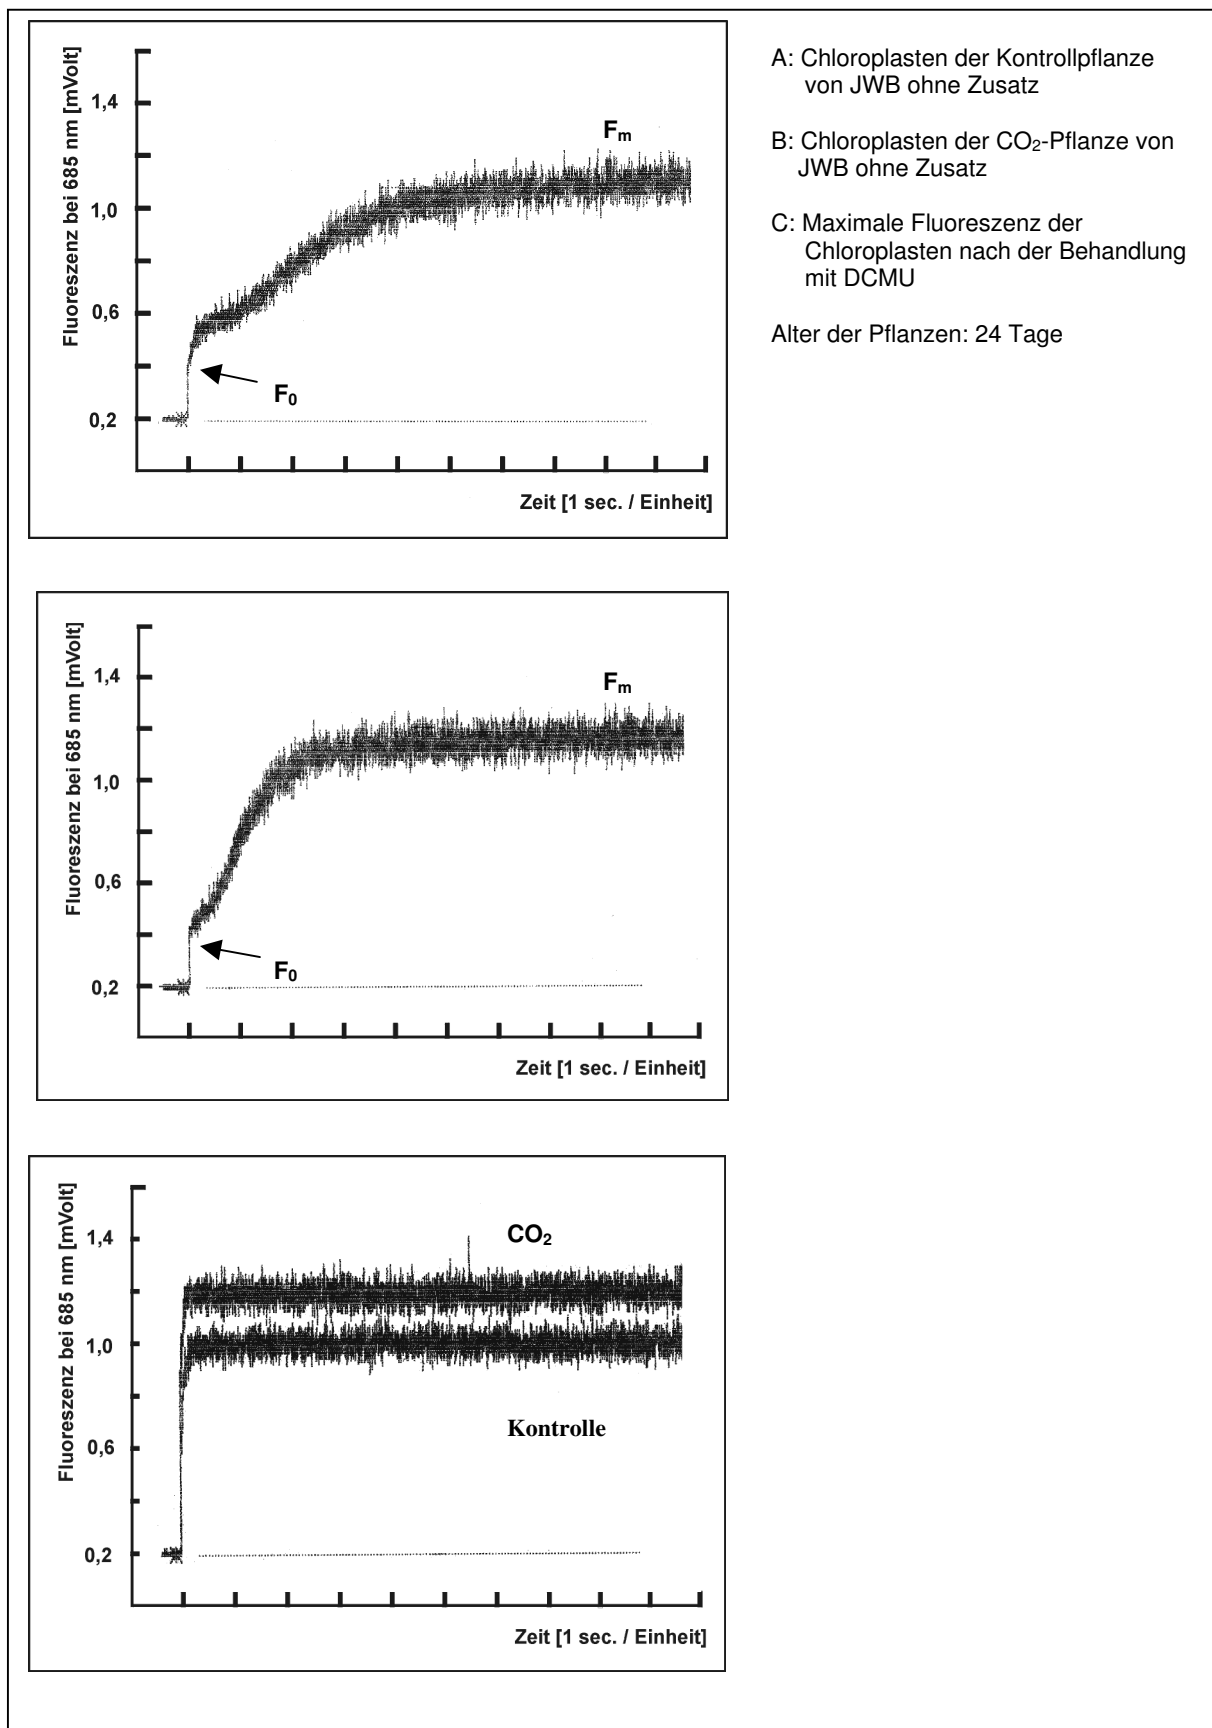 Fluoreszenz bei 685 nm [mVolt]
1,4
1,0
0,6
0,2
Fm
F0
Zeit [1 sec. / Einheit]
A: Chloroplasten der Kontrollpflanze
von JWB ohne Zusatz
B: Chloroplasten der CO2-Pflanze von
JWB ohne Zusatz
C: Maximale Fluoreszenz der
Chloroplasten nach der Behandlung
mit DCMU
Alter der Pflanzen: 24 Tage
Fluoreszenz bei 685 nm [mVolt]
1,4
1,0
0,6
0,2
Fm
F0
Zeit [1 sec. / Einheit]
Fluoreszenz bei 685 nm [mVolt]
1,4
1,0
0,6
0,2
CO2
Kontrolle
Zeit [1 sec. / Einheit]